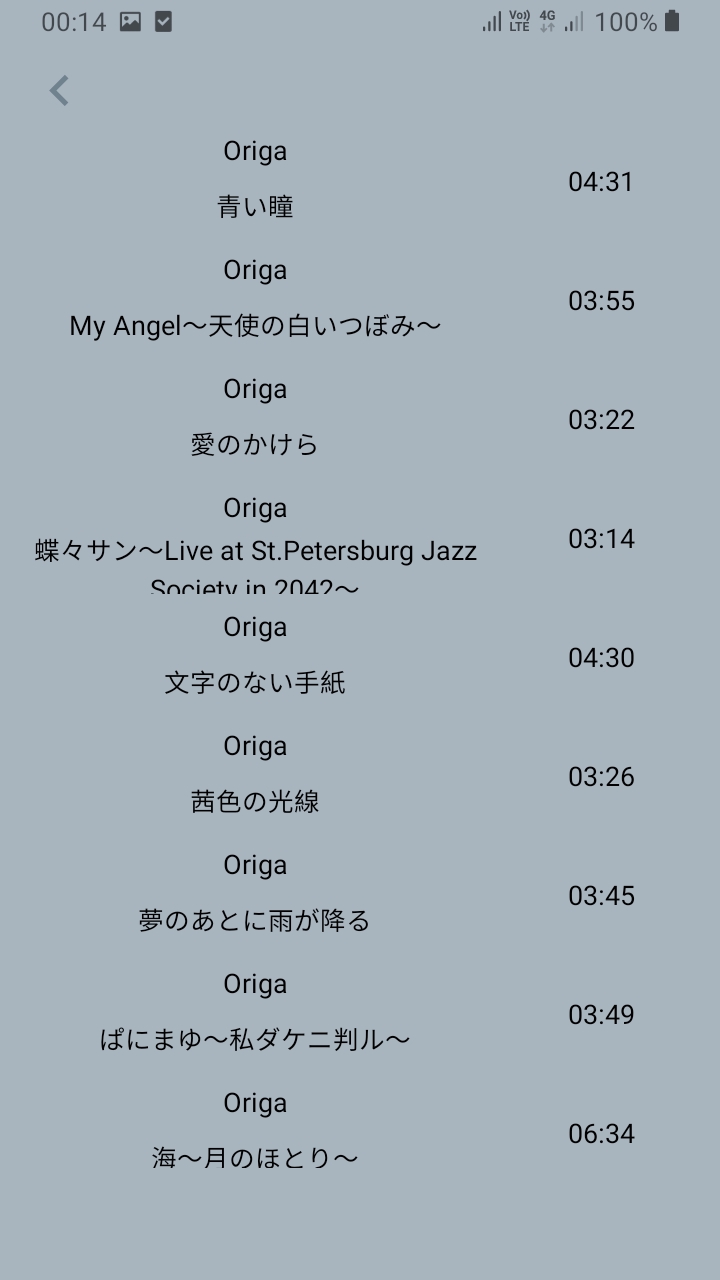 00:14 Vo)) LTE 4G 100%
Origa
青い瞳
04:31
Origa
My Angel～天使の白いつぼみ～
03:55
Origa
愛のかけら
03:22
Origa
蝶々サン～Live at St.Petersburg Jazz
Society in 2042～
03:14
Origa
文字のない手紙
04:30
Origa
茜色の光線
03:26
Origa
夢のあとに雨が降る
03:45
Origa
ぱにまゆ～私ダケニ判ル～
03:49
Origa
海～月のほとり～
06:34